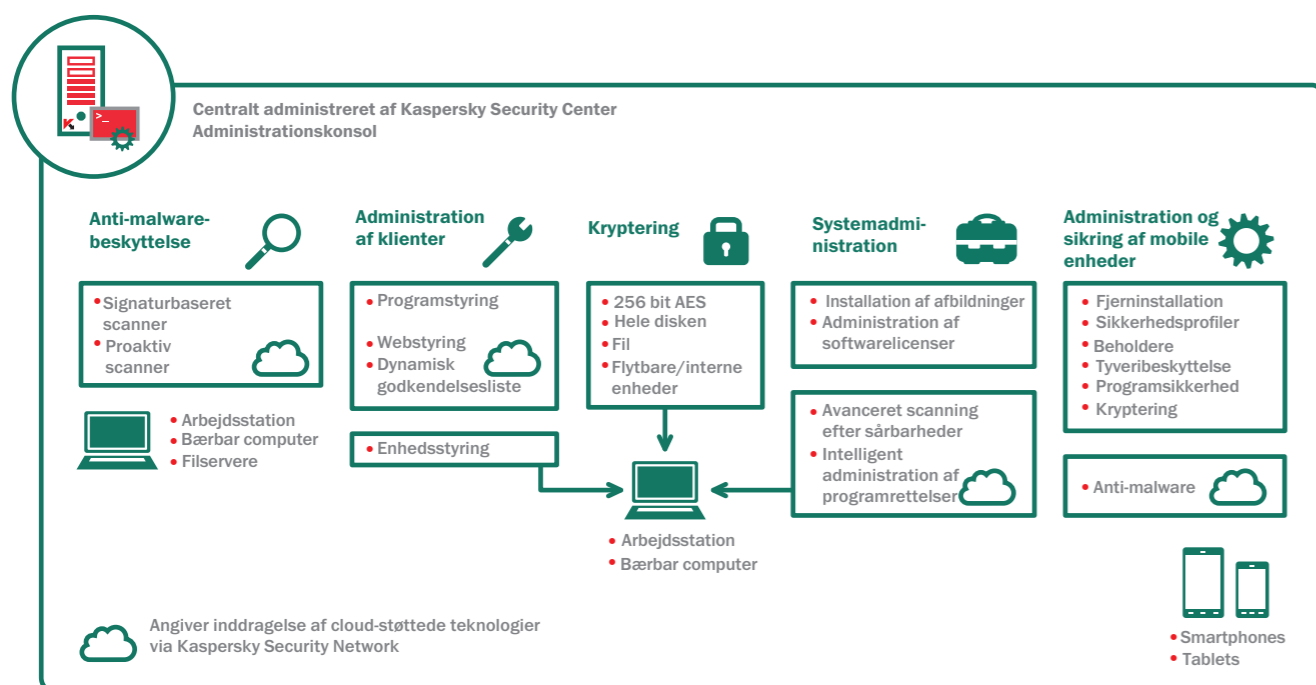 >_
Centralt administreret af Kaspersky Security Center
Administrationskonsol
Anti-malware-
beskyttelse
• Signaturbaseret
scanner
• Proaktiv
scanner
• Arbejdsstation
• Bærbar computer
• Filservere
Administration
af klienter
• Programstyring
• Webstyring
• Dynamisk
godkendelsesliste
• Enhedsstyring
Kryptering
• 256 bit AES
• Hele disken
• Fil
• Flytbare/interne
enheder
• Arbejdsstation
• Bærbar computer
Systemadmi-
nistration
• Installation af afbildninger
• Administration af
softwarelicenser
• Avanceret scanning
efter sårbarheder
• Intelligent
administration af
programrettelser
Administration og
sikring af mobile
enheder
• Fjerninstallation
• Sikkerhedsprofiler
• Beholdere
• Tyveribeskyttelse
• Programsikkerhed
• Kryptering
• Anti-malware
• Smartphones
• Tablets
Angiver inddragelse af cloud-støttede teknologier
via Kaspersky Security Network